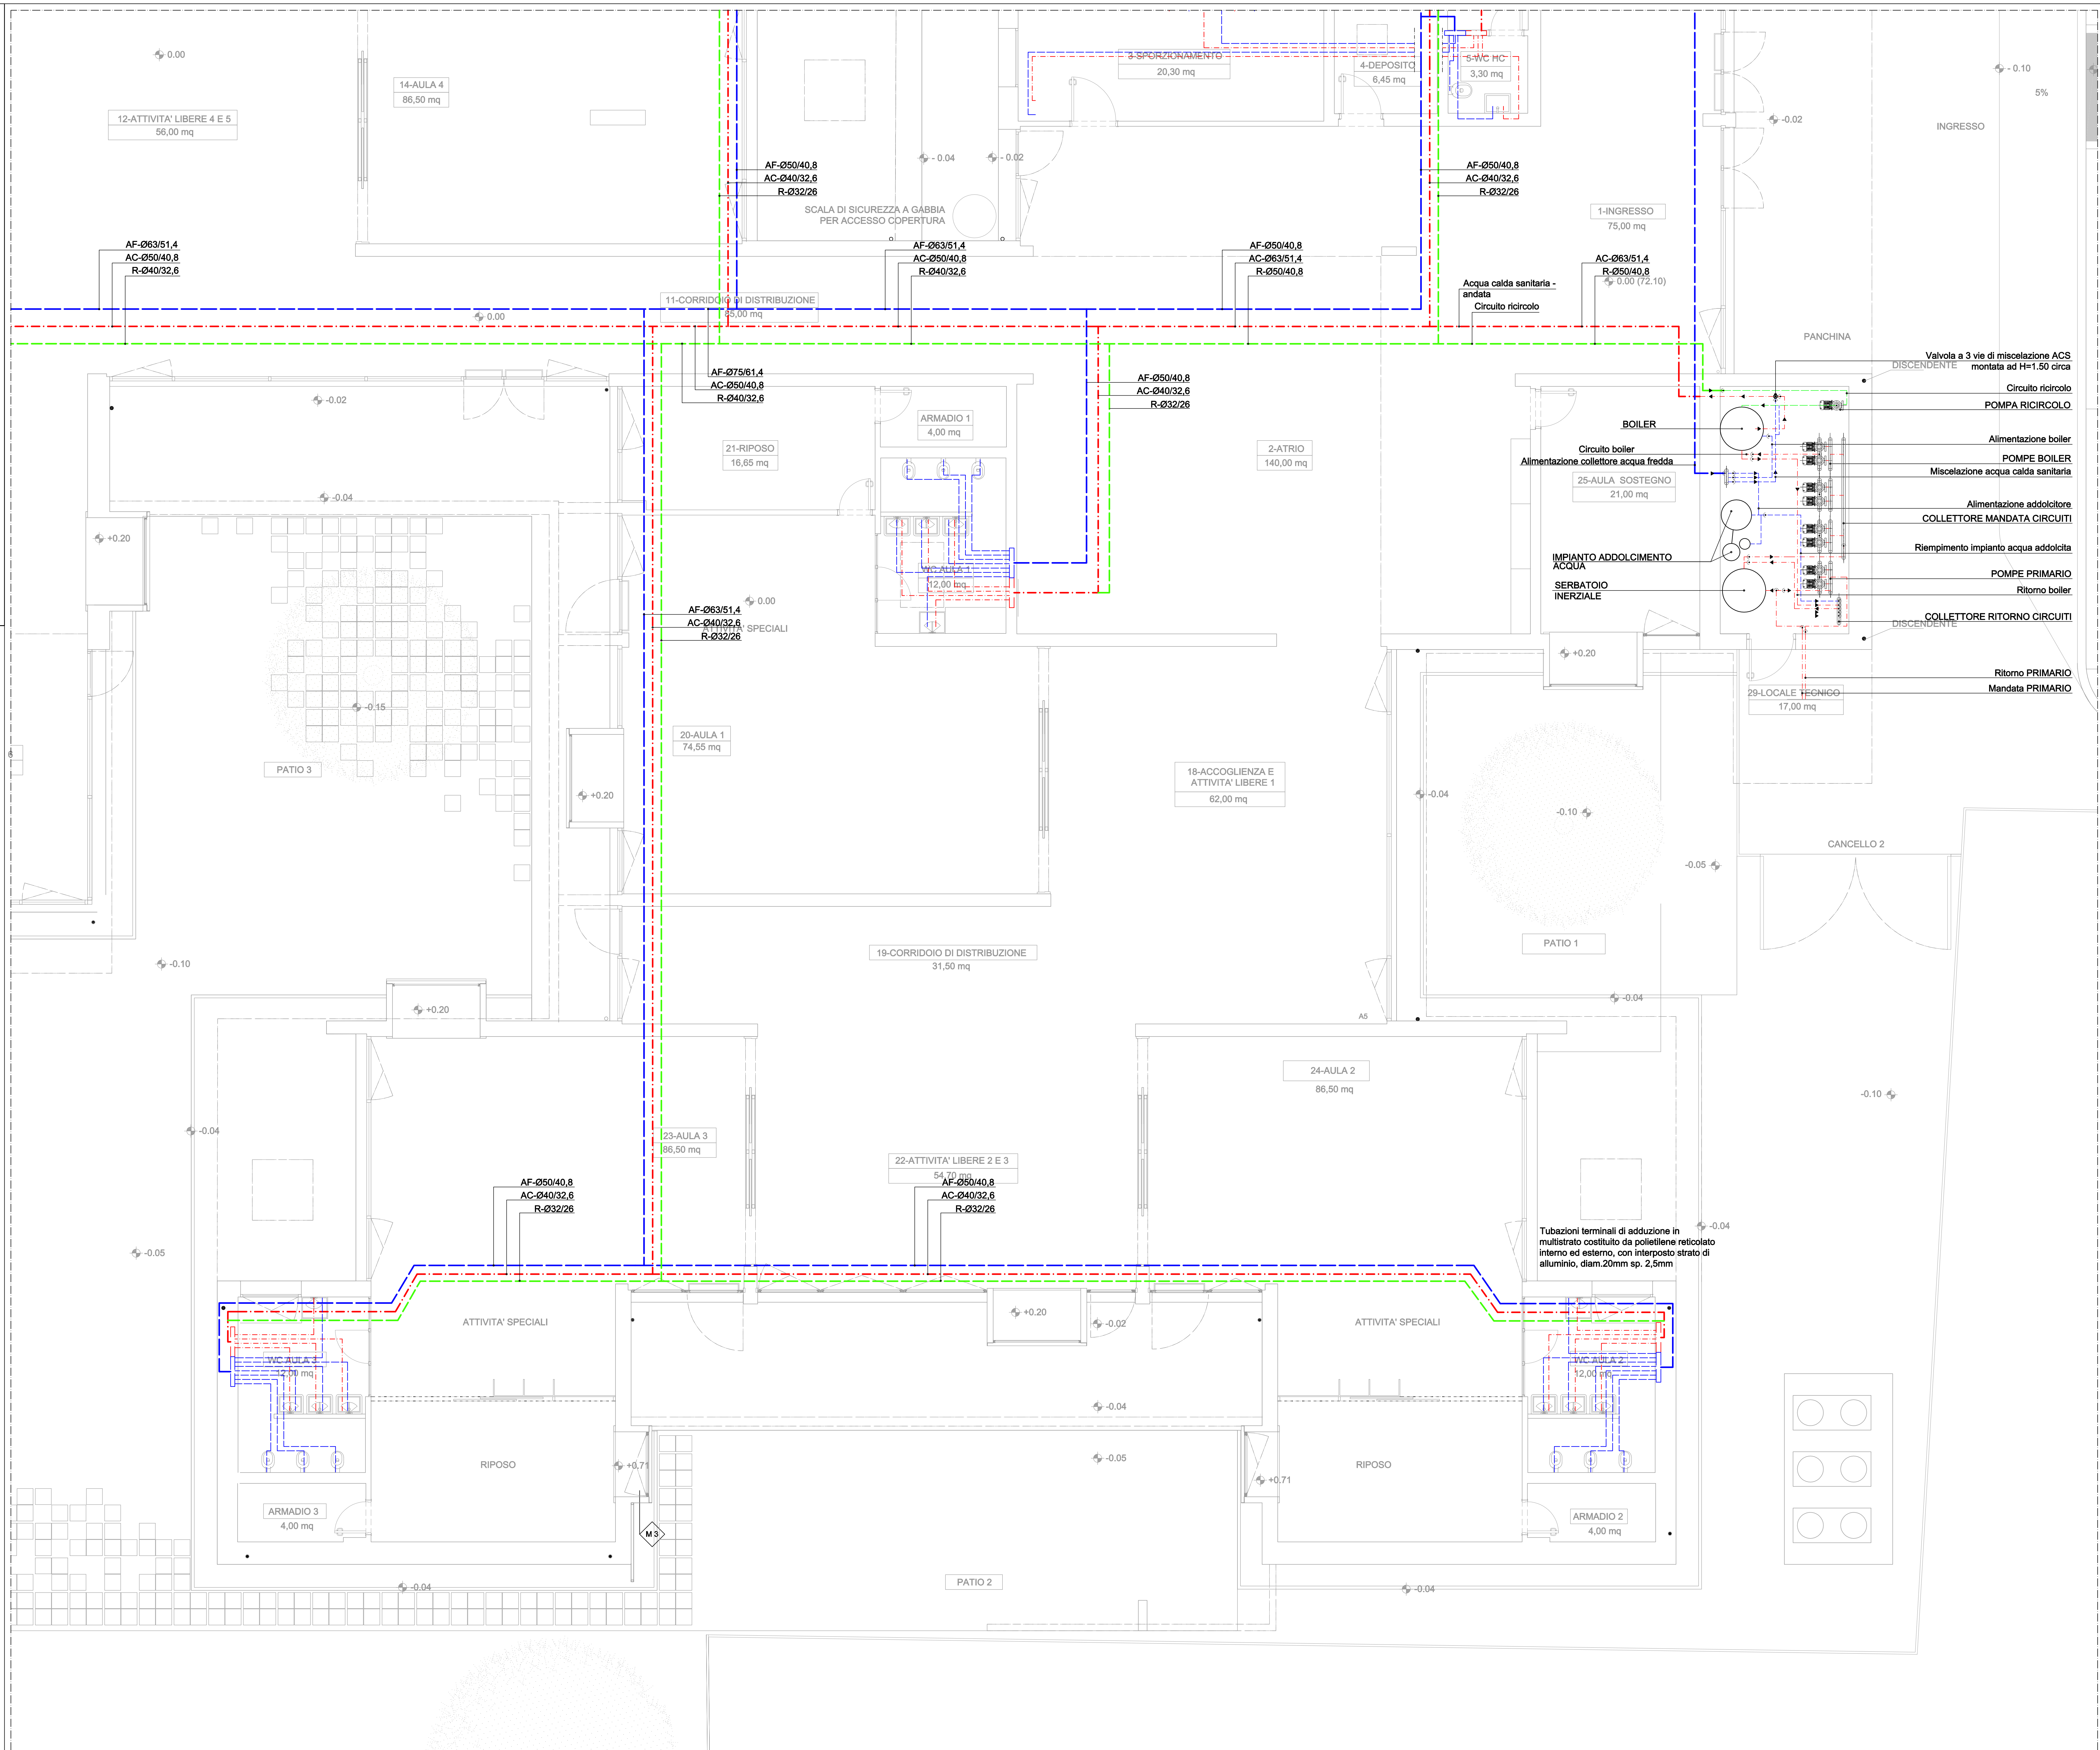 0.00
14-AULA 4
86,50 mq
12-ATTIVITA' LIBERE 4 E 5
56,00 mq
3-SPORZIONAMENTO
20,30 mq
4-DEPOSITO
6,45 mq
5-WC HC
3,30 mq
- 0.10
5%
INGRESSO
-0.02
- 0.04
- 0.02
AF-Ø50/40,8
AC-Ø40/32,6
R-Ø32/26
AF-Ø50/40,8
AC-Ø40/32,6
R-Ø32/26
SCALA DI SICUREZZA A GABBIA
PER ACCESSO COPERTURA
1-INGRESSO
75,00 mq
AF-Ø63/51,4
AC-Ø50/40,8
R-Ø40/32,6
AF-Ø63/51,4
AC-Ø50/40,8
R-Ø40/32,6
AF-Ø50/40,8
AC-Ø63/51,4
R-Ø50/40,8
AC-Ø63/51,4
R-Ø50/40,8
0.00 (72.10)
Acqua calda sanitaria -
andata
Circuito ricircolo
11-CORRIDOIO DI DISTRIBUZIONE
85,00 mq
0.00
PANCHINA
Valvola a 3 vie di miscelazione ACS
montata ad H=1.50 circa
DISCENDENTE
Circuito ricircolo
POMPA RICIRCOLO
AF-Ø75/61,4
AC-Ø50/40,8
R-Ø40/32,6
AF-Ø50/40,8
AC-Ø40/32,6
R-Ø32/26
-0.02
ARMADIO 1
4,00 mq
BOILER
21-RIPOSO
16,65 mq
2-ATRIO
140,00 mq
Circuito boiler
Alimentazione collettore acqua fredda
25-AULA SOSTEGNO
21,00 mq
Alimentazione boiler
POMPE BOILER
Miscelazione acqua calda sanitaria
Alimentazione addolcitore
COLLETTORE MANDATA CIRCUITI
Riempimento impianto acqua addolcita
POMPE PRIMARIO
Ritorno boiler
COLLETTORE RITORNO CIRCUITI
DISCENDENTE
-0.04
+0.20
IMPIANTO ADDOLCIMENTO
ACQUA
SERBATOIO
INERZIALE
WC-AULA 1
12,00 mq
0.00
AF-Ø63/51,4
AC-Ø40/32,6
R-Ø32/26
ATTIVITA' SPECIALI
+0.20
Ritorno PRIMARIO
Mandata PRIMARIO
29-LOCALE TECNICO
17,00 mq
-0.15
20-AULA 1
74,55 mq
PATIO 3
18-ACCOGLIENZA E
ATTIVITA' LIBERE 1
62,00 mq
+0.20
-0.04
-0.10
CANCELLO 2
-0.05
PATIO 1
19-CORRIDOIO DI DISTRIBUZIONE
31,50 mq
-0.10
-0.04
+0.20
A5
24-AULA 2
86,50 mq
-0.10
-0.04
23-AULA 3
86,50 mq
22-ATTIVITA' LIBERE 2 E 3
54,70 mq
AF-Ø50/40,8
AC-Ø40/32,6
R-Ø32/26
AF-Ø50/40,8
AC-Ø40/32,6
R-Ø32/26
-0.04
Tubazioni terminali di adduzione in
multistrato costituito da polietilene reticolato
interno ed esterno, con interposto strato di
alluminio, diam.20mm sp. 2,5mm
-0.05
+0.20
-0.02
ATTIVITA' SPECIALI
ATTIVITA' SPECIALI
WC-AULA 3
12,00 mq
WC-AULA 2
12,00 mq
-0.04
-0.05
RIPOSO
+0.71
+0.71
RIPOSO
ARMADIO 3
4,00 mq
ARMADIO 2
4,00 mq
M 3
PATIO 2
-0.04
-0.04